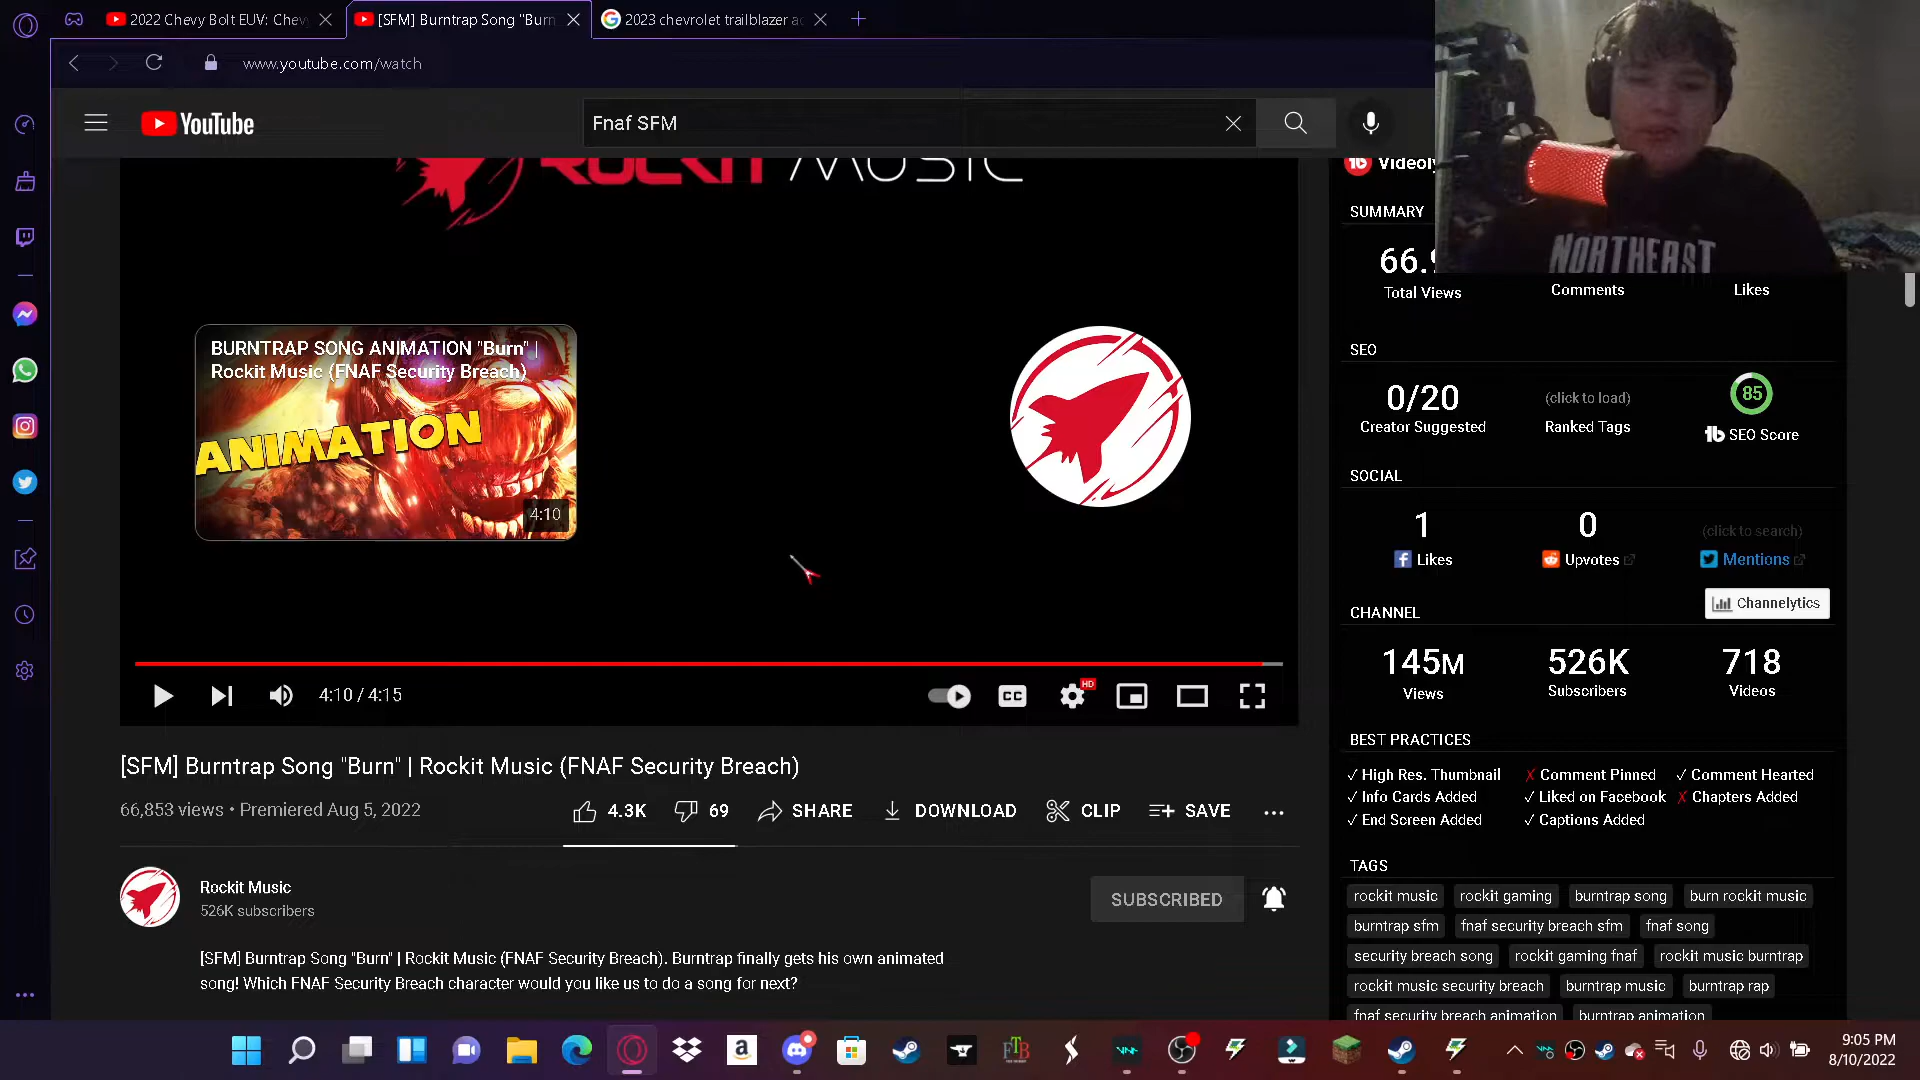 2022 Chevy Bolt EUV: Chev
[SFM] Burntrap Song "Burn
2023 chevrolet trailblazer ac
www.youtube.com/watch
YouTube
Fnaf SFM
ROCKIT MUSIC
BURNTRAP SONG ANIMATION "Burn" |
Rockit Music (FNAF Security Breach)
ANIMATION
4:10
4:10 / 4:15
CC
HD
[SFM] Burntrap Song "Burn" | Rockit Music (FNAF Security Breach)
66,853 views • Premiered Aug 5, 2022
4.3K
69
SHARE
DOWNLOAD
CLIP
SAVE
Rockit Music
526K subscribers
SUBSCRIBED
[SFM] Burntrap Song "Burn" | Rockit Music (FNAF Security Breach). Burntrap finally gets his own animated
song! Which FNAF Security Breach character would you like us to do a song for next?
NORTHEAST
SUMMARY
Total Views
Comments
Likes
SEO
0/20
Creator Suggested
(click to load)
Ranked Tags
85
SEO Score
SOCIAL
1
Likes
0
Upvotes
(click to search)
Mentions
Channelytics
CHANNEL
145M
Views
526K
Subscribers
718
Videos
BEST PRACTICES
✓ High Res. Thumbnail ✗ Comment Pinned ✓ Comment Hearted
✓ Info Cards Added ✓ Liked on Facebook ✗ Chapters Added
✓ End Screen Added ✓ Captions Added
TAGS
rockit music rockit gaming burntrap song burn rockit music
burntrap sfm fnaf security breach sfm fnaf song
security breach song rockit gaming fnaf rockit music burntrap
rockit music security breach burntrap music burntrap rap
fnaf security breach animation burntrap animation
FTB
9:05 PM
8/10/2022